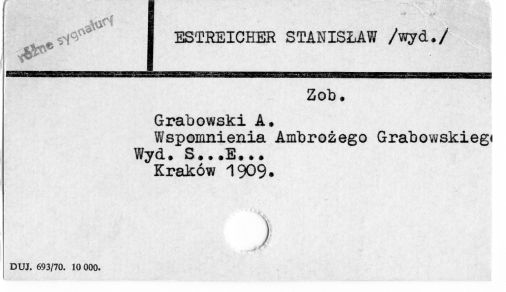 różne sygnatury
ESTREICHER STANISŁAW /wyd./
Zob.
Grabowski A.
Wspomnienia Ambrożego Grabowskieg
Wyd. S...E...
Kraków 1909.
DUJ. 693/70. 10 000.